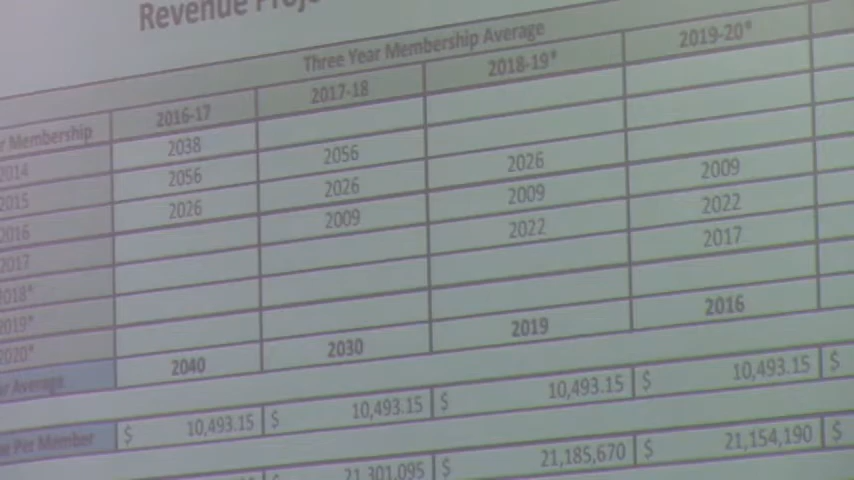 Revenue
Three Year Membership Average
Membership 2016-17 2017-18 2018-19* 2019-20*
2014 2038
2015 2056 2056
2016 2026 2026 2026
2017 2009 2009 2009
2018* 2022 2022
2019* 2017
2020*
Average 2040 2030 2019 2016
Per Member $ 10,493.15 $ 10,493.15 $ 10,493.15 $ 10,493.15 $
21,301,095 $ 21,185,670 $ 21,154,190 $